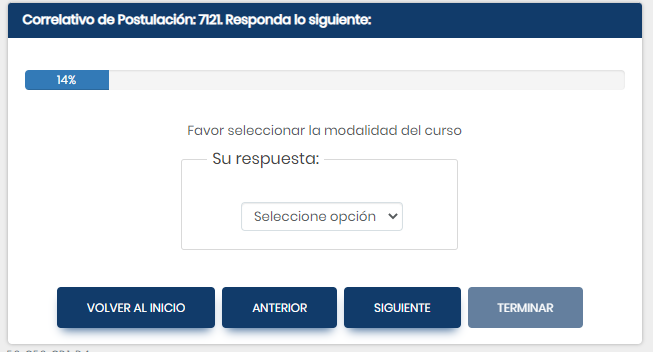 Correlativo de Postulación: 7121. Responda lo siguiente:
14%
Favor seleccionar la modalidad del curso
Su respuesta:
Seleccione opción
VOLVER AL INICIO
ANTERIOR
SIGUIENTE
TERMINAR